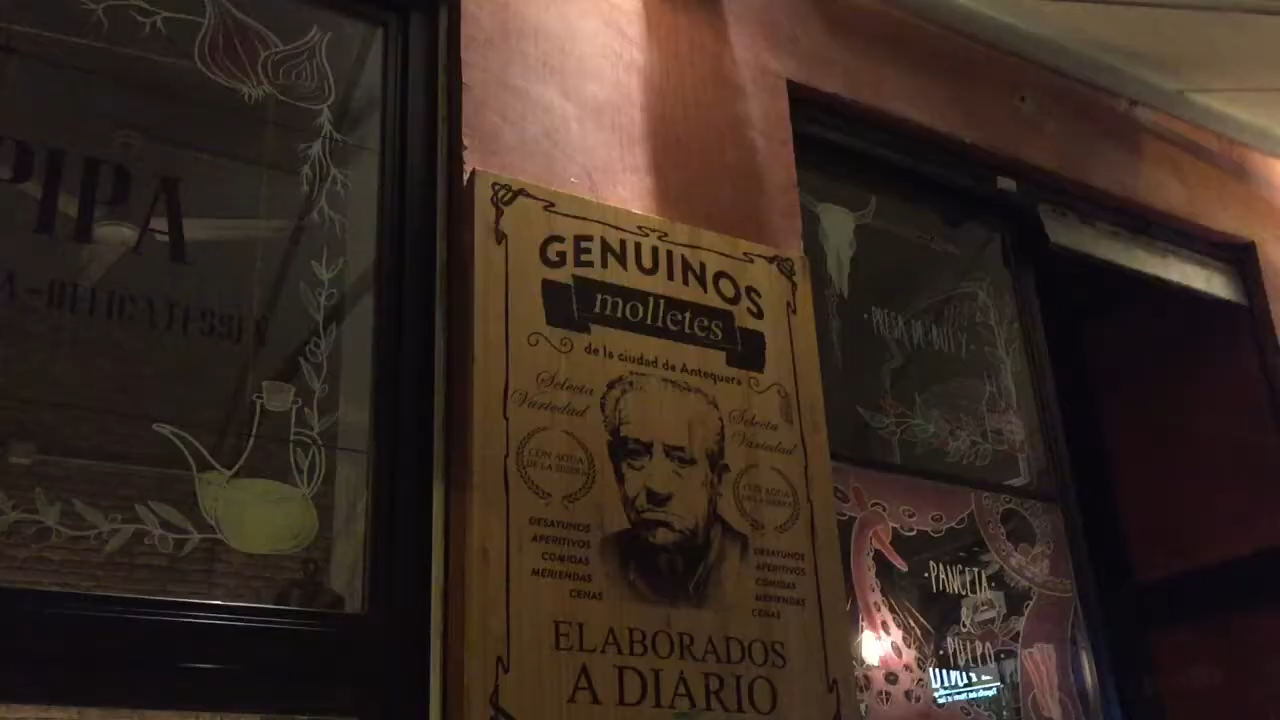 PIPA
GENUINOS
molletes
de la ciudad de Antequera
Selecta
Variedad
Selecta
Variedad
CON AGUA
DE LA SIERRA
CON AGUA
DE LA SIERRA
DESAYUNOS
APERITIVOS
COMIDAS
MERIENDAS
CENAS
DESAYUNOS
APERITIVOS
COMIDAS
MERIENDAS
CENAS
ELABORADOS
A DIARIO
·PRESA DE WUTY·
·PANCETA·
&
·PULPO·